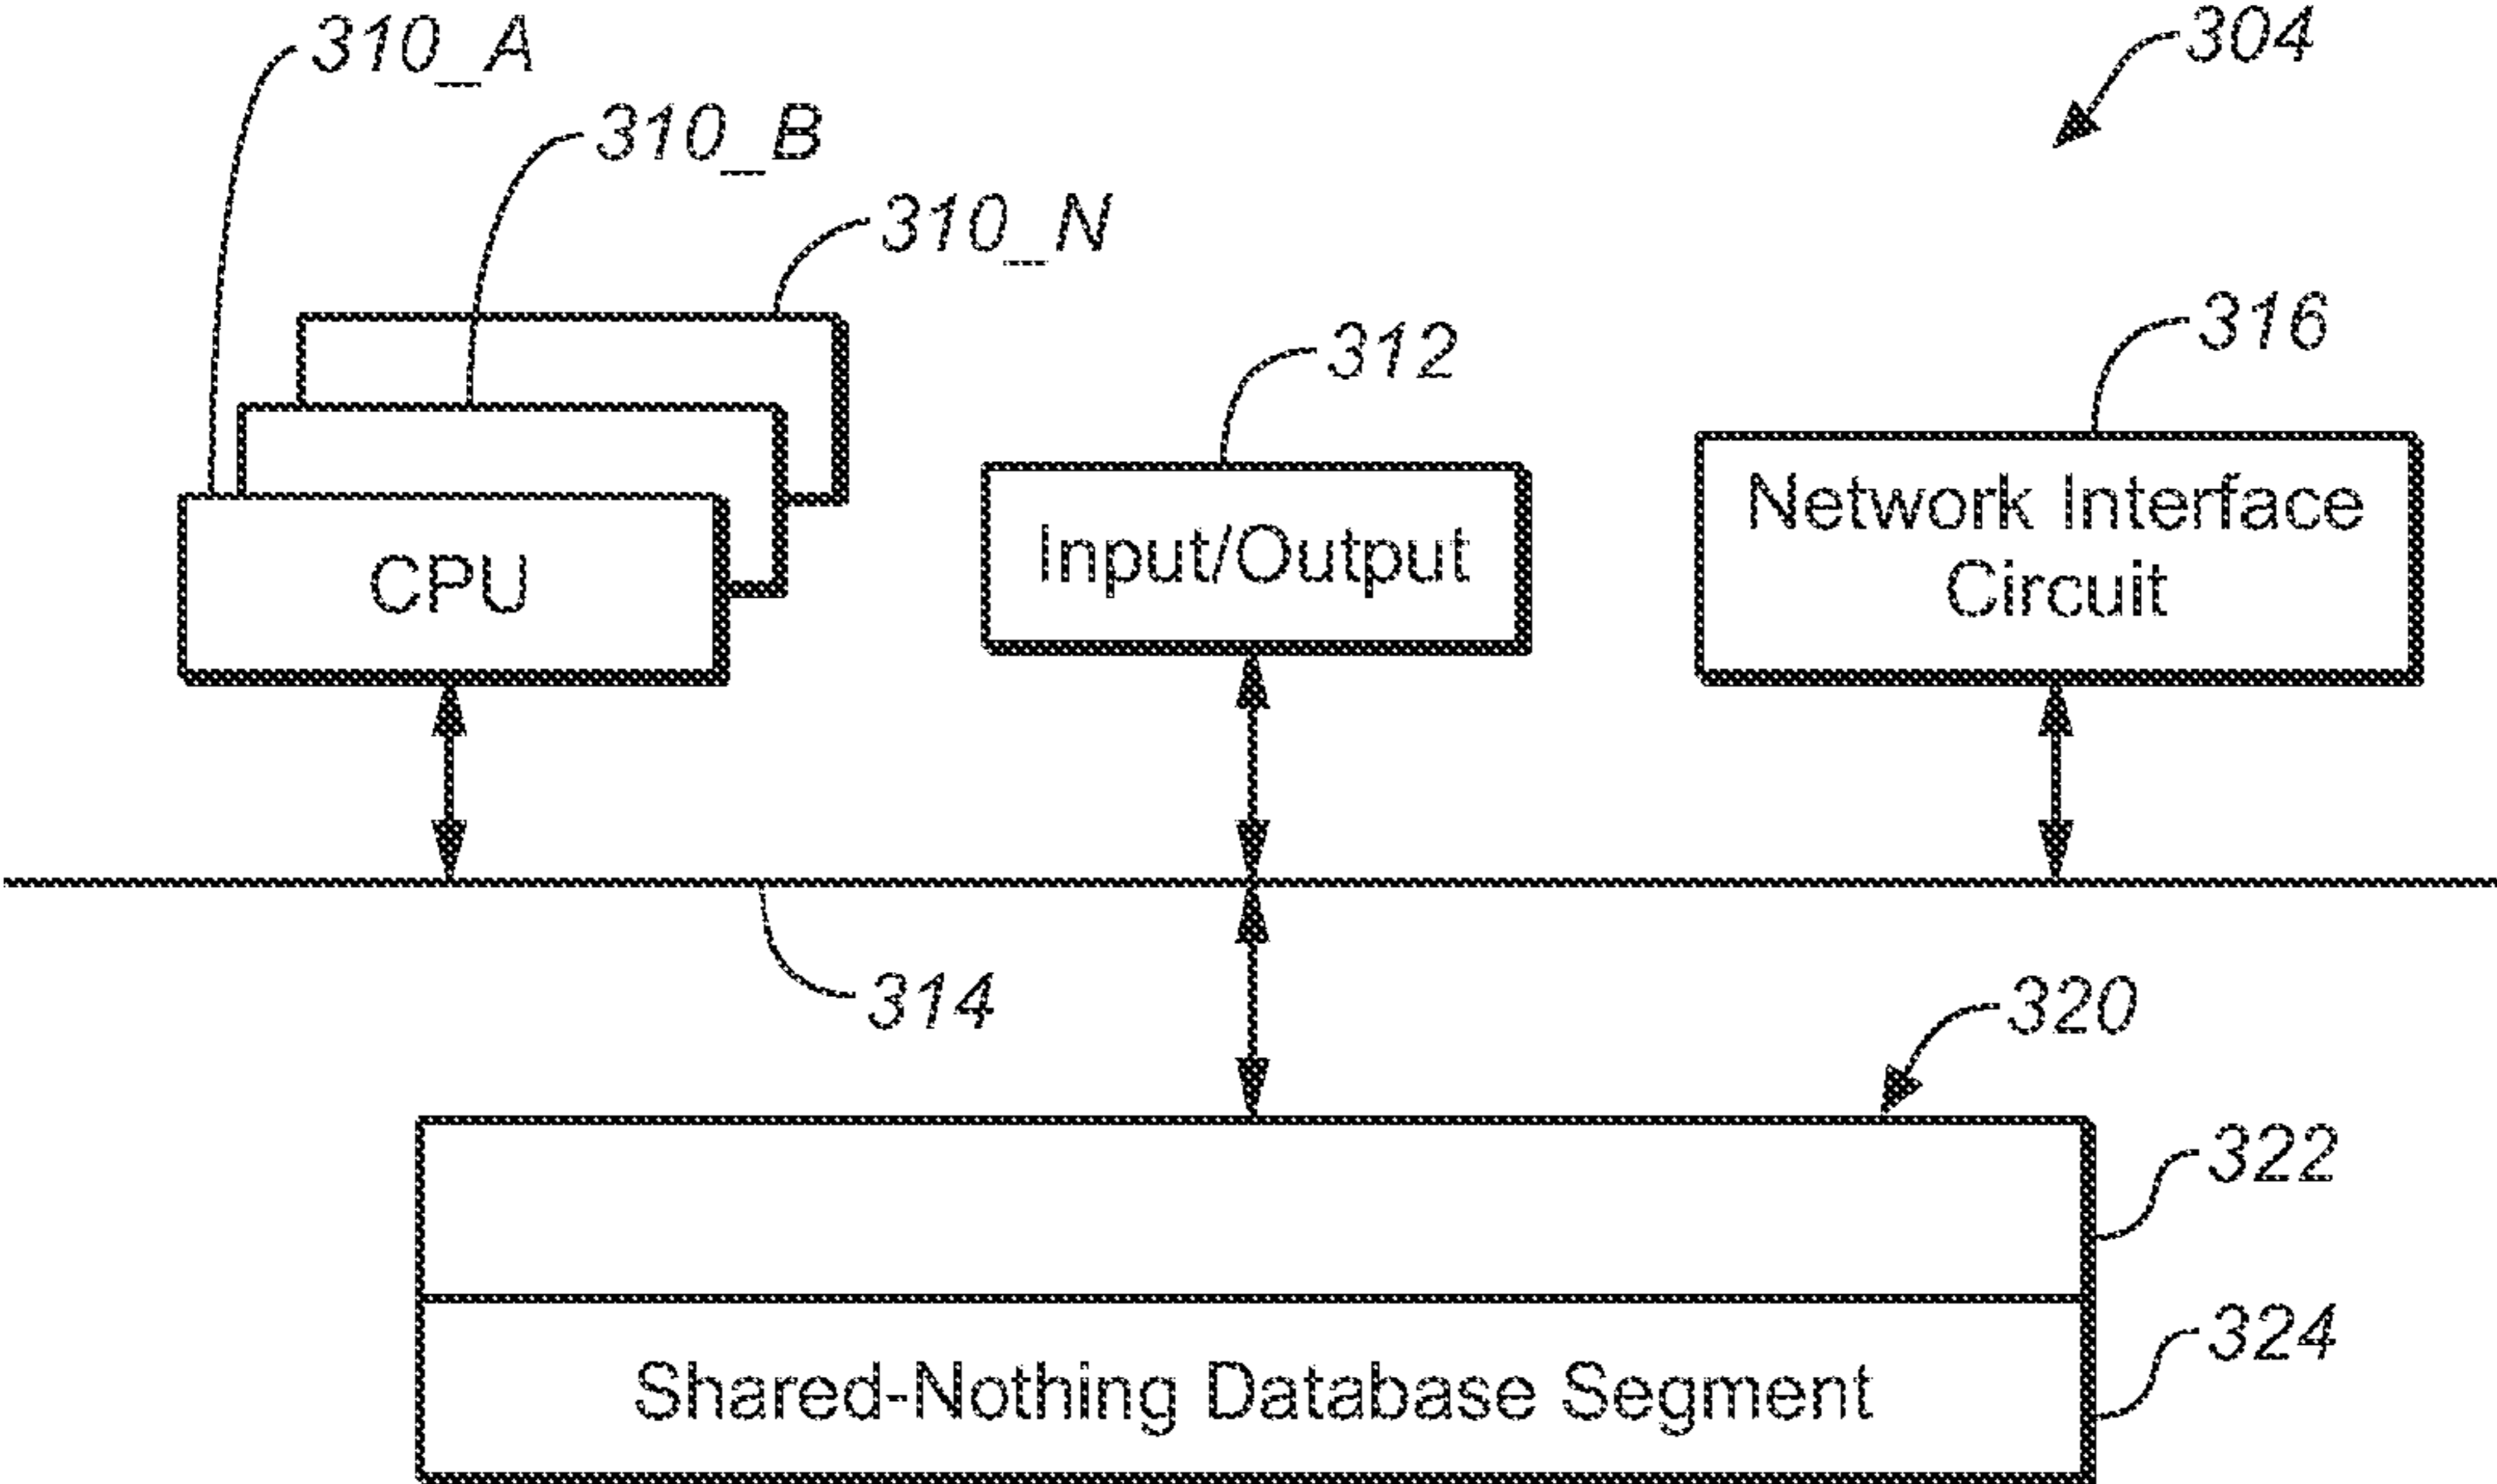 310_A
304
310_B
310_N
316
312
Network Interface
Circuit
Input/Output
CPU
314
320
322
324
Shared-Nothing Database Segment